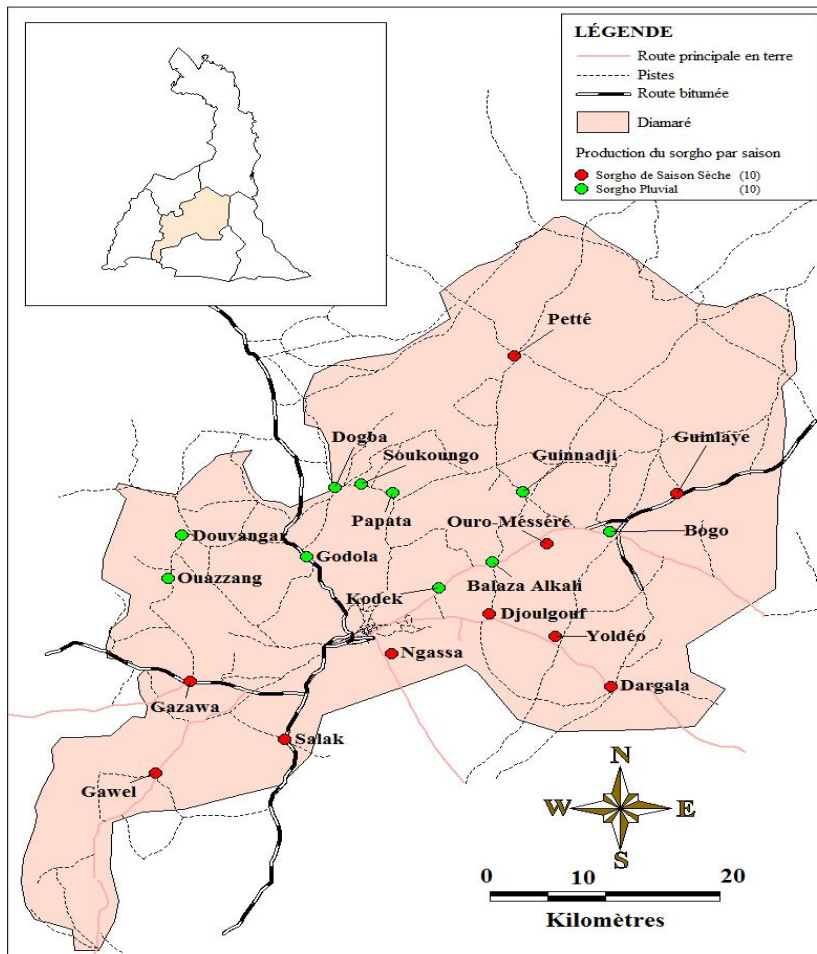 LÉGENDE
Route principale en terre
Pistes
Route bitumée
Diamaré
Production du sorgho par saison
Sorgho de Saison Sèche (10)
Sorgho Pluvial (10)
Petté
Dogba
Soukoungo
Guinnadji
Guinlaye
Papata
Ouro-Messeré
Bogo
Douvangar
Godola
Ouazzang
Kodek
Balaza Alkali
Djoulgouf
Yoldéo
Ngassa
Dargala
Gazawa
Salak
Gawel
N
W E
S
0 10 20
Kilomètres